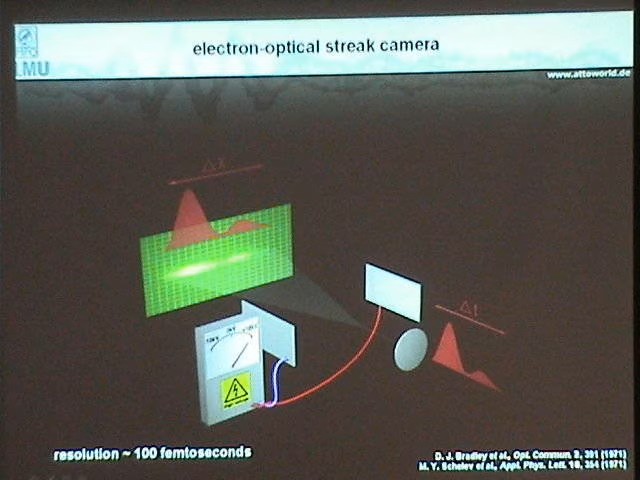 electron-optical streak camera
LMU
www.attoworld.de
Δx
Δt
resolution ~ 100 femtoseconds
D. J. Bradley et al., Opt. Commun. 2, 391 (1971)
M. Y. Schelev et al., Appl. Phys. Lett. 18, 354 (1971)